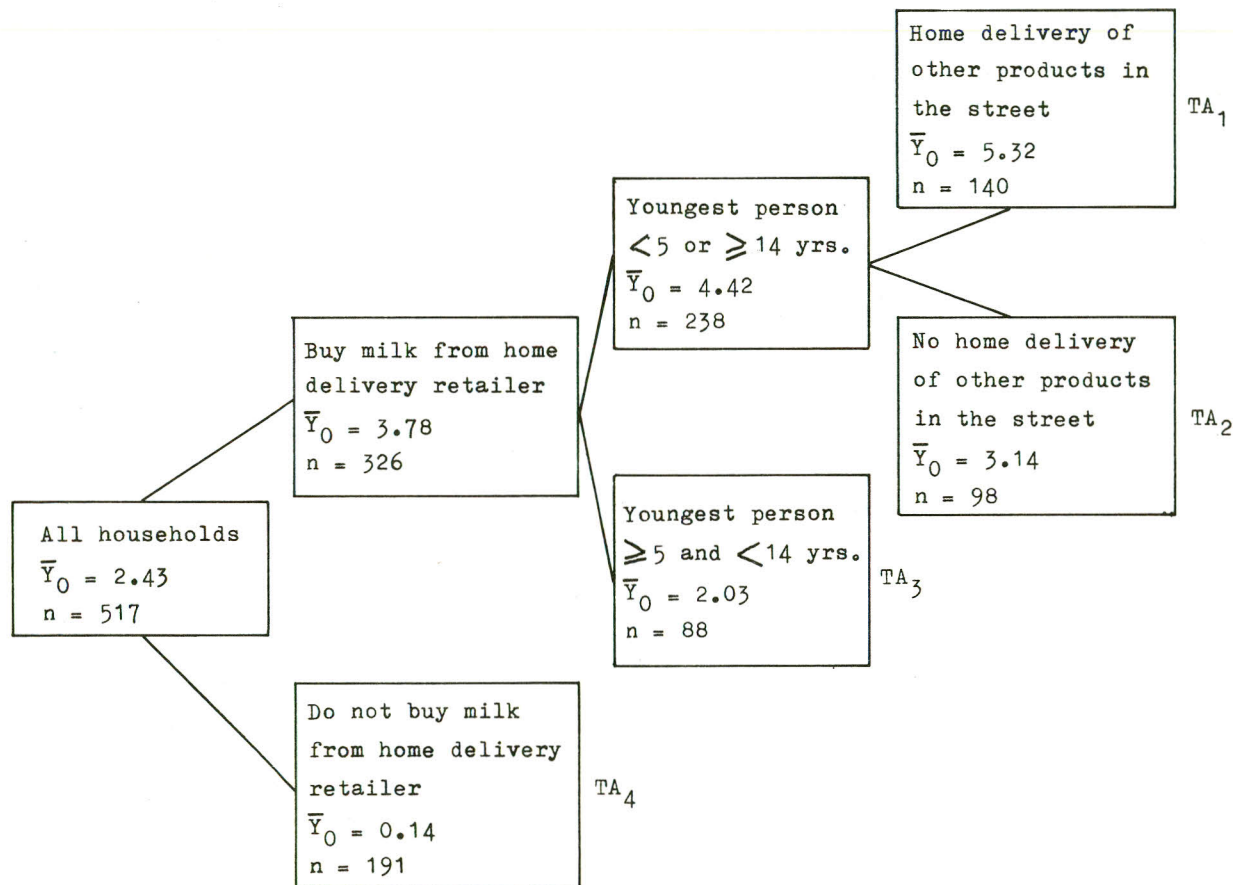 All households
Ȳ₀ = 2.43
n = 517
Buy milk from home
delivery retailer
Ȳ₀ = 3.78
n = 326
Do not buy milk
from home delivery
retailer
Ȳ₀ = 0.14
n = 191
TA₄
Youngest person
<5 or ⩾ 14 yrs.
Ȳ₀ = 4.42
n = 238
Youngest person
⩾5 and <14 yrs.
Ȳ₀ = 2.03
n = 88
TA₃
Home delivery of
other products in
the street
Ȳ₀ = 5.32
n = 140
TA₁
No home delivery
of other products
in the street
Ȳ₀ = 3.14
n = 98
TA₂